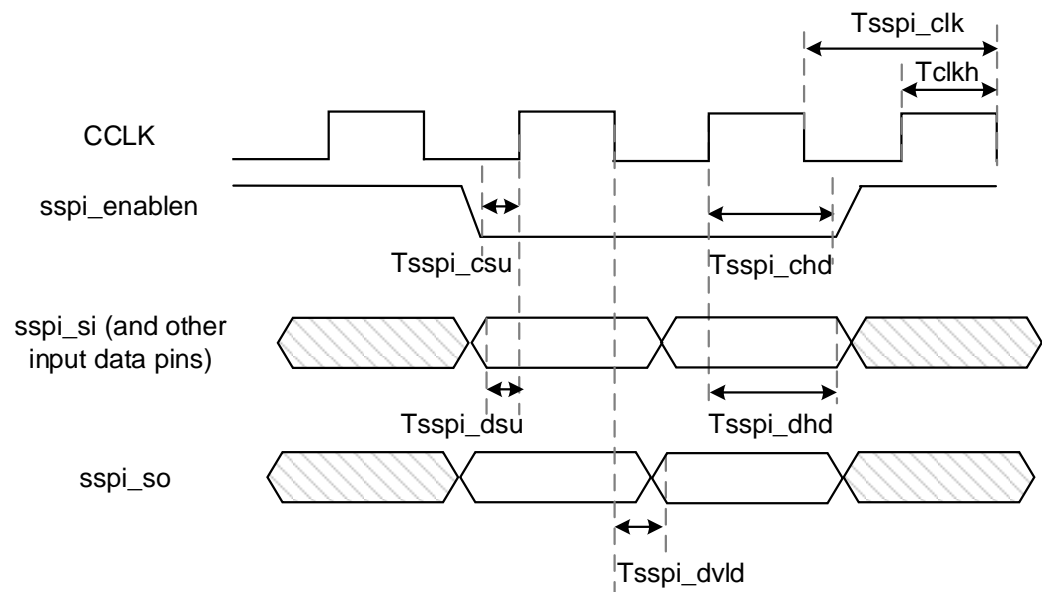 Tsspi_clk
Tclkh
CCLK
sspi_enablen
Tsspi_csu
Tsspi_chd
sspi_si (and other
input data pins)
Tsspi_dsu
Tsspi_dhd
sspi_so
Tsspi_dvld